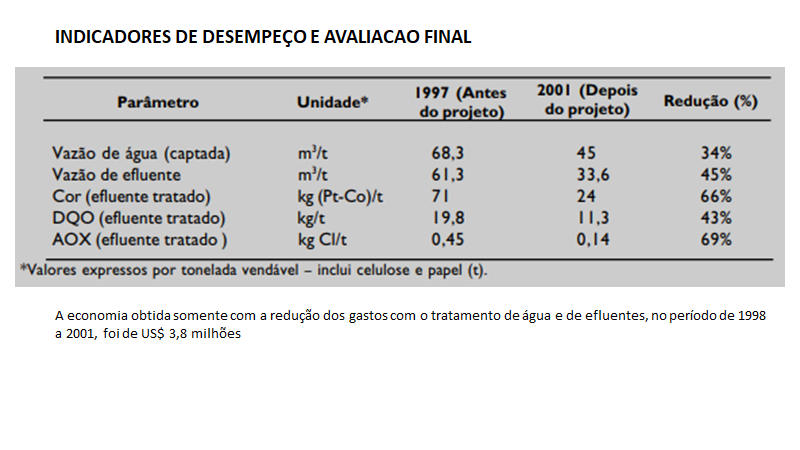 INDICADORES DE DESEMPEÇO E AVALIACAO FINAL
Parâmetro Unidade* 1997 (Antes do projeto) 2001 (Depois do projeto) Redução (%)
Vazão de água (captada) m³/t 68,3 45 34%
Vazão de efluente m³/t 61,3 33,6 45%
Cor (efluente tratado) kg (Pt-Co)/t 71 24 66%
DQO (efluente tratado) kg/t 19,8 11,3 43%
AOX (efluente tratado ) kg Cl/t 0,45 0,14 69%
*Valores expressos por tonelada vendável – inclui celulose e papel (t).
A economia obtida somente com a redução dos gastos com o tratamento de água e de efluentes, no período de 1998
a 2001, foi de US$ 3,8 milhões